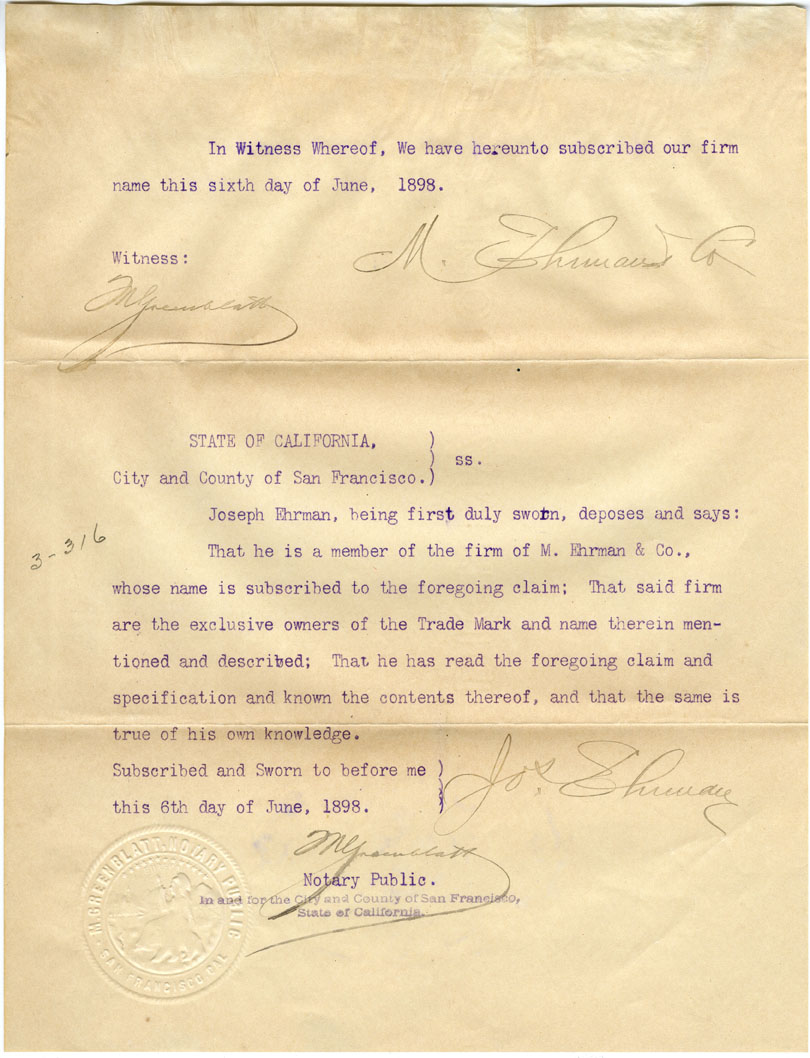 In Witness Whereof, We have hereunto subscribed our firm
name this sixth day of June, 1898.
M. Ehrman & Co
Witness:
M Greenblatt
STATE OF CALIFORNIA, )
) ss.
City and County of San Francisco.)
Joseph Ehrman, being first duly sworn, deposes and says:
3-316
That he is a member of the firm of M. Ehrman & Co.,
whose name is subscribed to the foregoing claim; That said firm
are the exclusive owners of the Trade Mark and name therein men-
tioned and described; That he has read the foregoing claim and
specification and known the contents thereof, and that the same is
true of his own knowledge.
Subscribed and Sworn to before me )
this 6th day of June, 1898. )
Jos. Ehrman
M Greenblatt
Notary Public.
In and for the City and County of San Francisco,
State of California.
M GREENBLATT, NOTARY PUBLIC
SAN FRANCISCO CAL